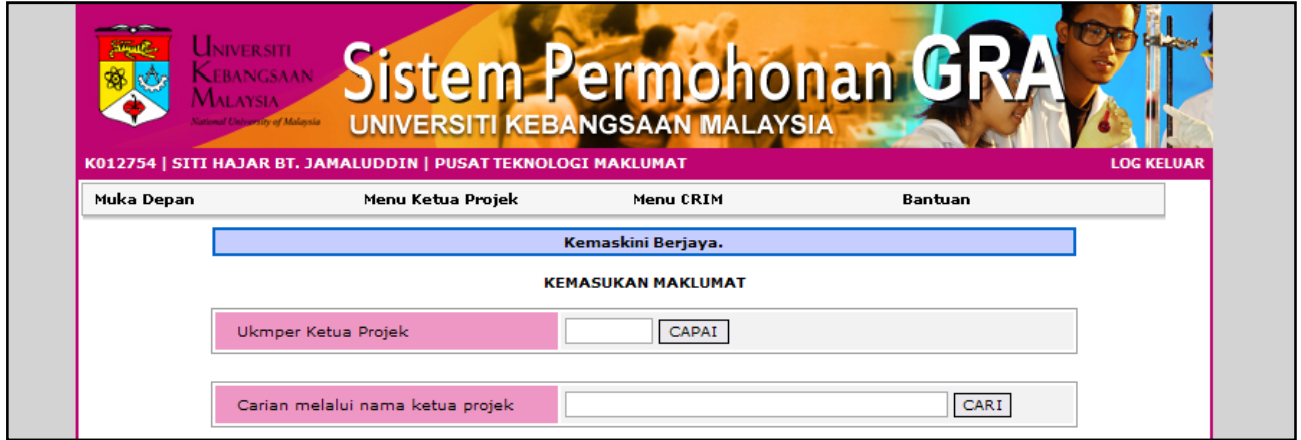 UNIVERSITI
KEBANGSAAN
MALAYSIA
National University of Malaysia
Sistem Permohonan GRA
UNIVERSITI KEBANGSAAN MALAYSIA
K012754 | SITI HAJAR BT. JAMALUDDIN | PUSAT TEKNOLOGI MAKLUMAT LOG KELUAR
Muka Depan Menu Ketua Projek Menu CRIM Bantuan
Kemaskini Berjaya.
KEMASUKAN MAKLUMAT
Ukmper Ketua Projek CAPAI
Carian melalui nama ketua projek CARI